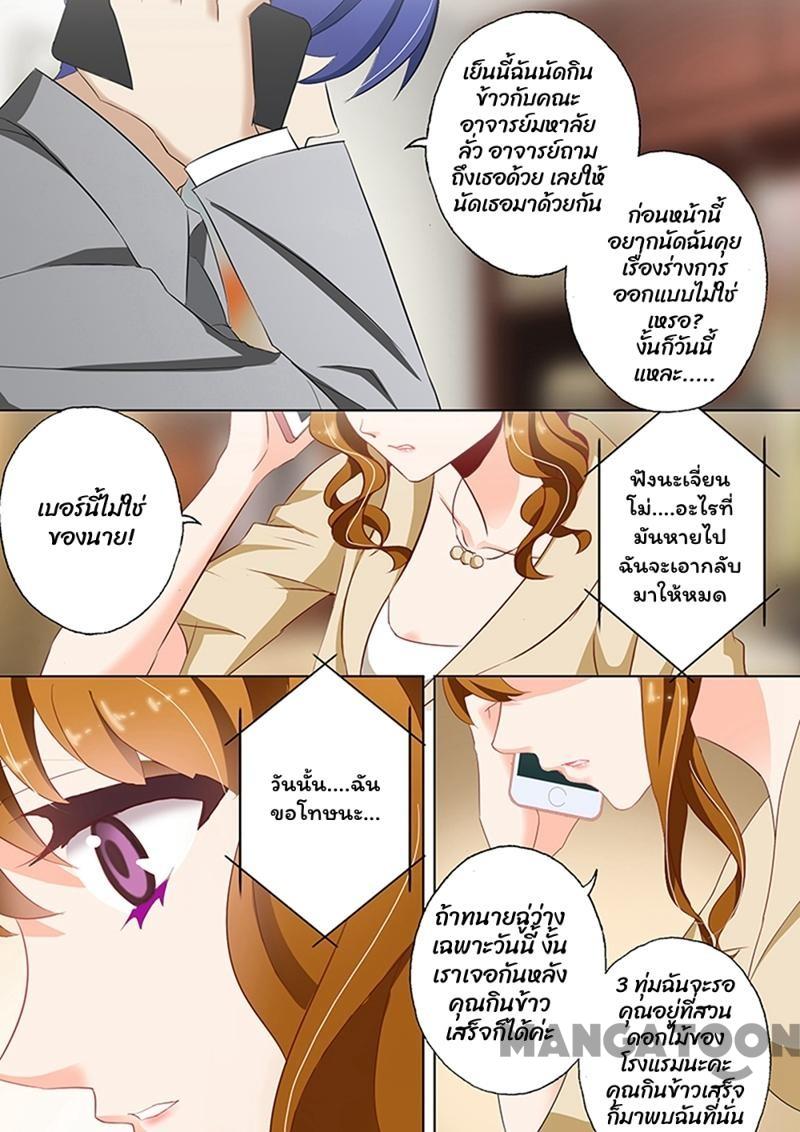 เย็นนี้ฉันนัดกิน
ข้าวกับคณะ
อาจารย์มหาลัย
ลั่ว อาจารย์ถาม
ถึงเธอด้วย เลยให้
นัดเธอมาด้วยกัน
ก่อนหน้านี้
อยากนัดฉันคุย
เรื่องร่างการ
ออกแบบไม่ใช่
เหรอ?
งั้นก็วันนี้
แหละ.....
เบอร์นี้ไม่ใช่
ของนาย!
ฟังนะเจี่ยน
โม่....อะไรที่
มันหายไป
ฉันจะเอากลับ
มาให้หมด
วันนั้น....ฉัน
ขอโทษนะ...
ถ้าทนายฉู่ว่าง
เฉพาะวันนี้ งั้น
เราเจอกันหลัง
คุณกินข้าว
เสร็จก็ได้ค่ะ
3 ทุ่มฉันจะรอ
คุณอยู่ที่สวน
ดอกไม้ของ
โรงแรมนะคะ
คุณกินข้าวเสร็จ
ก็มาพบฉันที่นั่น
MANGATOON